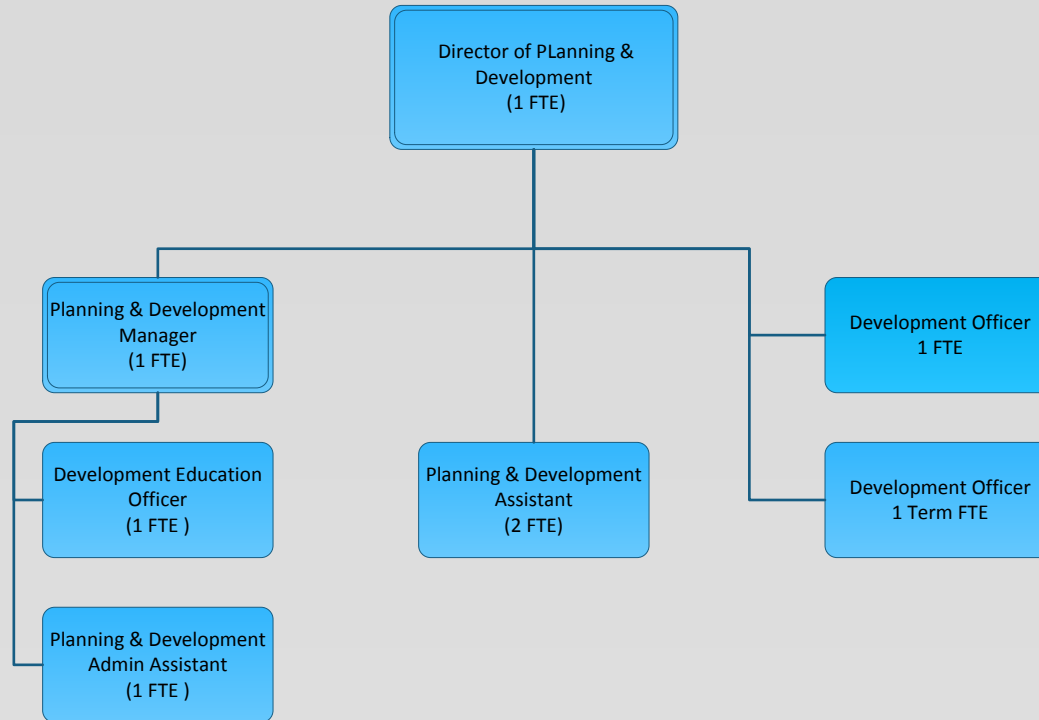 Director of PLanning &
Development
(1 FTE)
Planning & Development
Manager
(1 FTE)
Development Officer
1 FTE
Development Education
Officer
(1 FTE )
Planning & Development
Assistant
(2 FTE)
Development Officer
1 Term FTE
Planning & Development
Admin Assistant
(1 FTE )